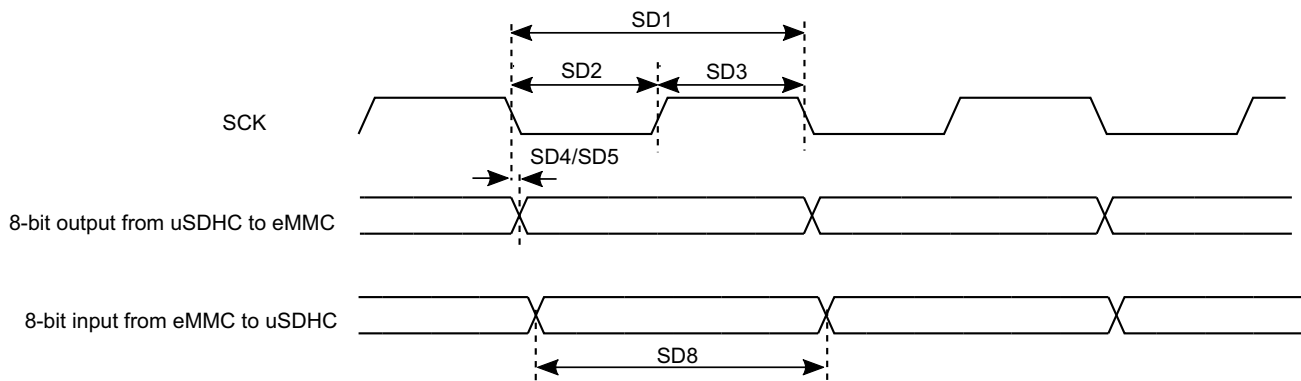 SD1
SD2
SD3
SCK
SD4/SD5
8-bit output from uSDHC to eMMC
8-bit input from eMMC to uSDHC
SD8